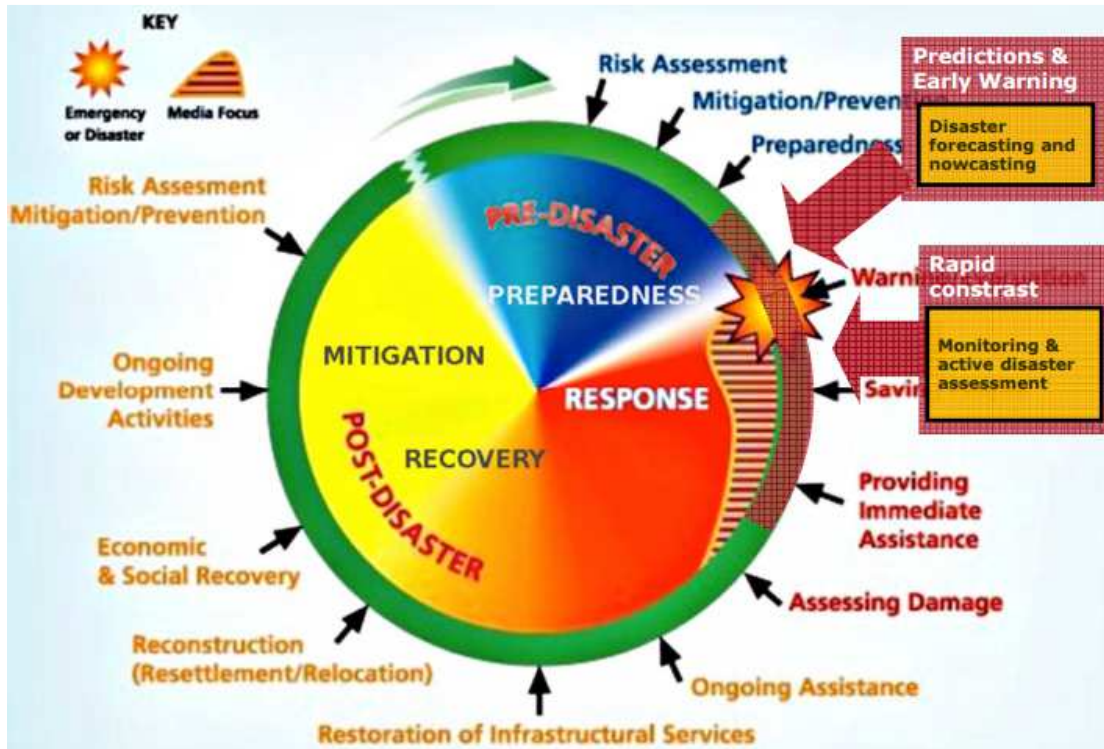 KEY
Emergency
or Disaster
Media Focus
Risk Assessment
Mitigation/Preventi
Preparedness
Predictions &
Early Warning
Disaster
forecasting and
nowcasting
Risk Assesment
Mitigation/Prevention
PRE-DISASTER
PREPAREDNESS
MITIGATION
RESPONSE
RECOVERY
POST-DISASTER
Rapid
constrast
Monitoring &
active disaster
assessment
Ongoing
Development
Activities
Providing
Immediate
Assistance
Economic
& Social Recovery
Assessing Damage
Reconstruction
(Resettlement/Relocation)
Ongoing Assistance
Restoration of Infrastructural Services